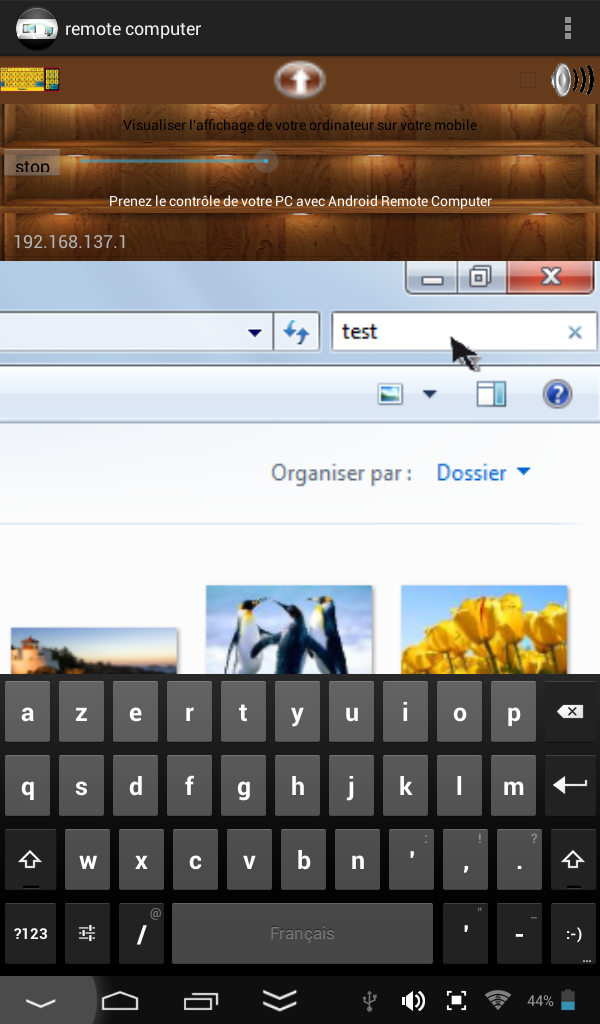 remote computer
Visualiser l'affichage de votre ordinateur sur votre mobile
stop
Prenez le contrôle de votre PC avec Android Remote Computer
192.168.137.1
test
Organiser par : Dossier
a z e r t y u i o p
q s d f g h j k l m
w x c v b n ' : , ! . ?
?123 / @ Français ' " - _ :-) ...
44%